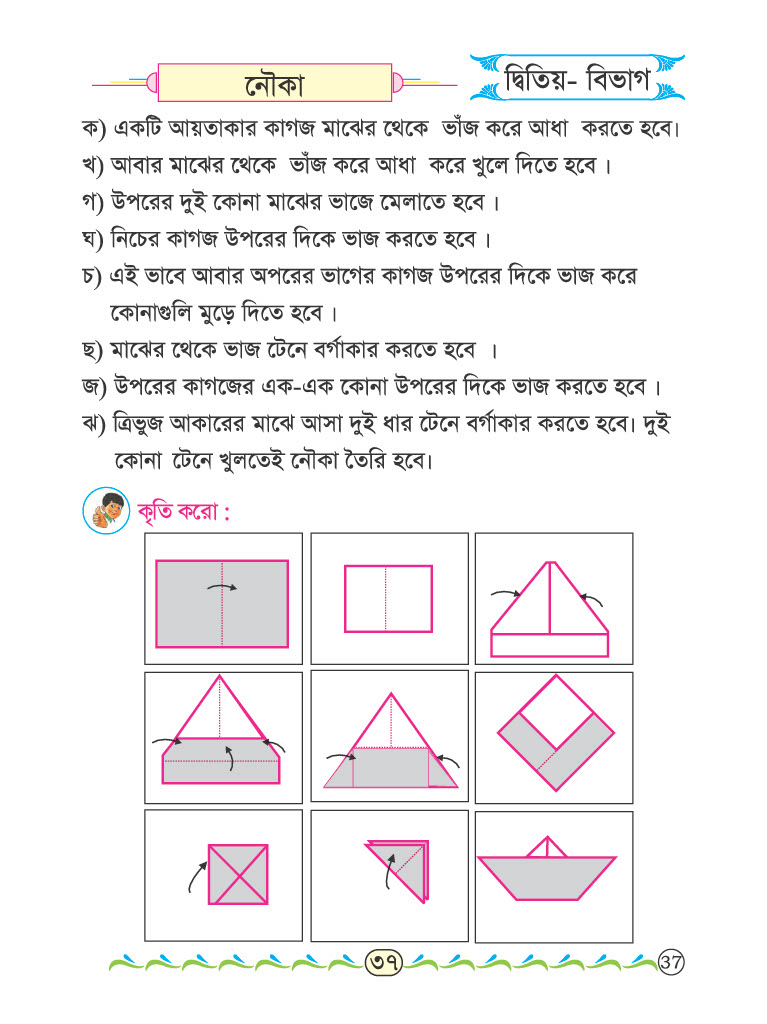 নৌকা
দ্বিতিয়- বিভাগ
ক) একটি আয়তাকার কাগজ মাঝের থেকে ভাঁজ করে আধা করতে হবে।
খ) আবার মাঝের থেকে ভাঁজ করে আধা করে খুলে দিতে হবে ।
গ) উপরের দুই কোনা মাঝের ভাজে মেলাতে হবে ।
ঘ) নিচের কাগজ উপরের দিকে ভাজ করতে হবে ।
চ) এই ভাবে আবার অপরের ভাগের কাগজ উপরের দিকে ভাজ করে
কোনাগুলি মুড়ে দিতে হবে ।
ছ) মাঝের থেকে ভাজ টেনে বর্গাকার করতে হবে ।
জ) উপরের কাগজের এক-এক কোনা উপরের দিকে ভাজ করতে হবে ।
ঝ) ত্রিভুজ আকারের মাঝে আসা দুই ধার টেনে বর্গাকার করতে হবে। দুই
কোনা টেনে খুলতেই নৌকা তৈরি হবে।
কৃতি করো :
৩৭
37